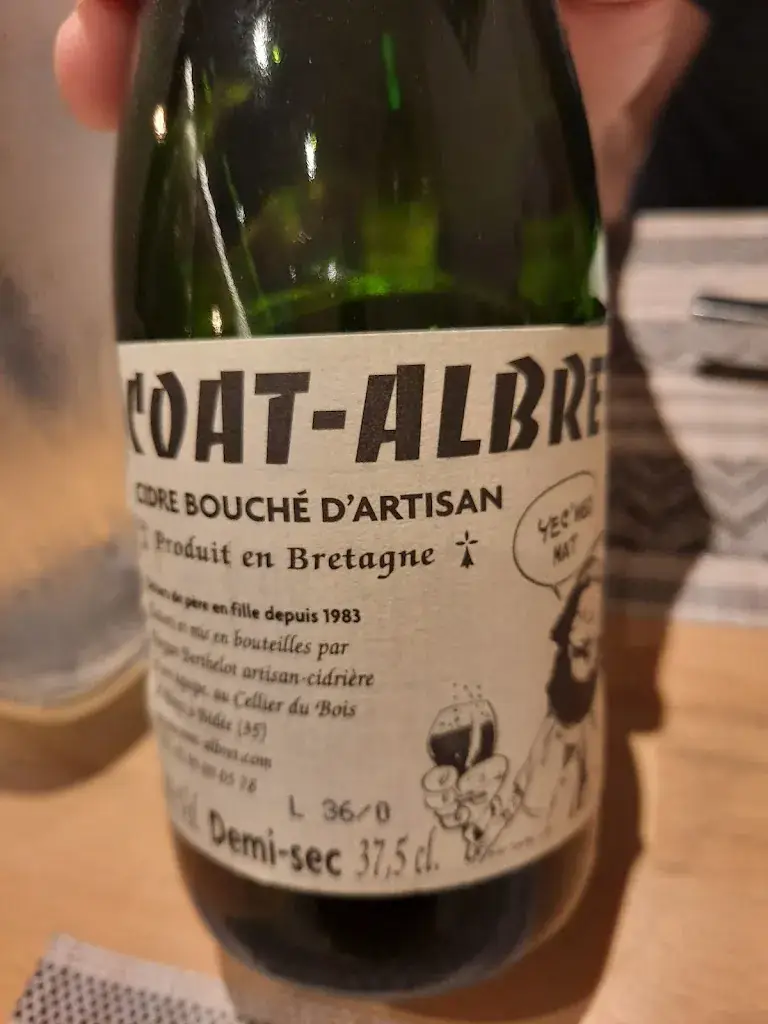 COAT-ALBRE
CIDRE BOUCHÉ D'ARTISAN
Produit en Bretagne
YEC'HED
MAT
de père en fille depuis 1983
et mis en bouteilles par
Berthelot artisan-cidrière
au Cellier du Bois
(35)
L 36/0
Demi-sec 37,5 cl.